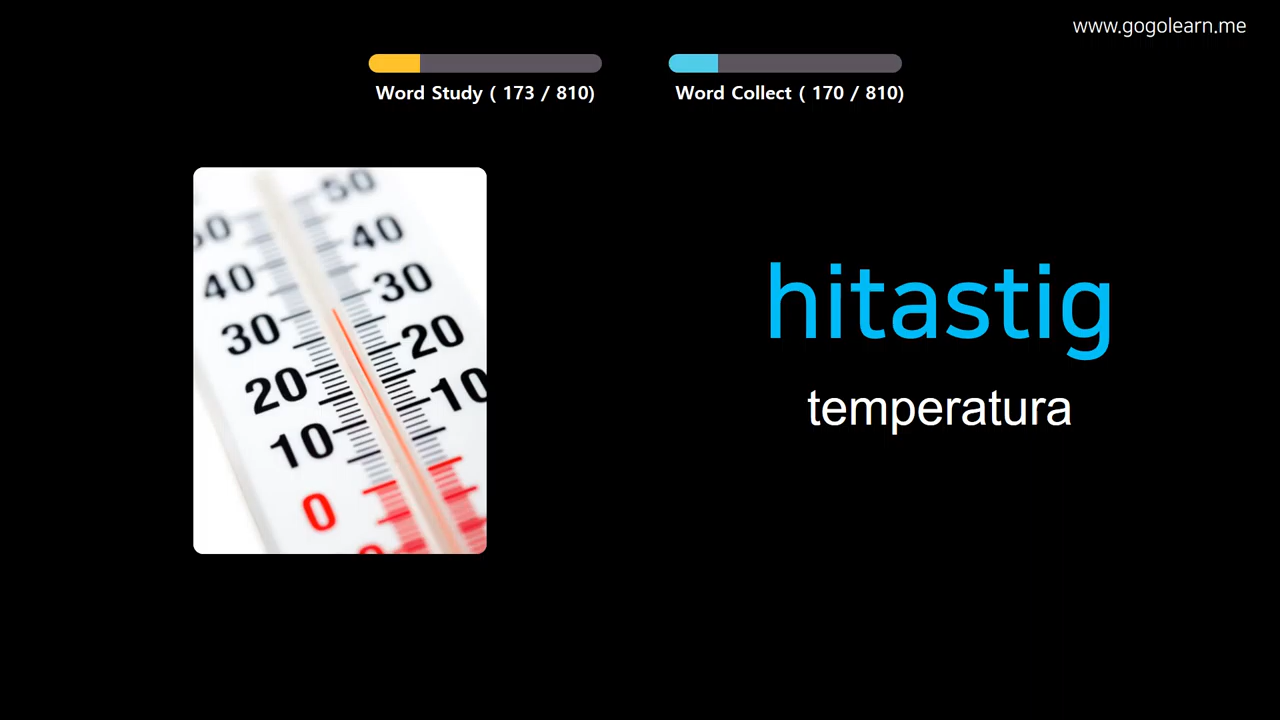 www.gogolearn.me
Word Study ( 173 / 810)
Word Collect ( 170 / 810)
50
50
40
40
30
30
20
20
10
10
0
hitastig
temperatura